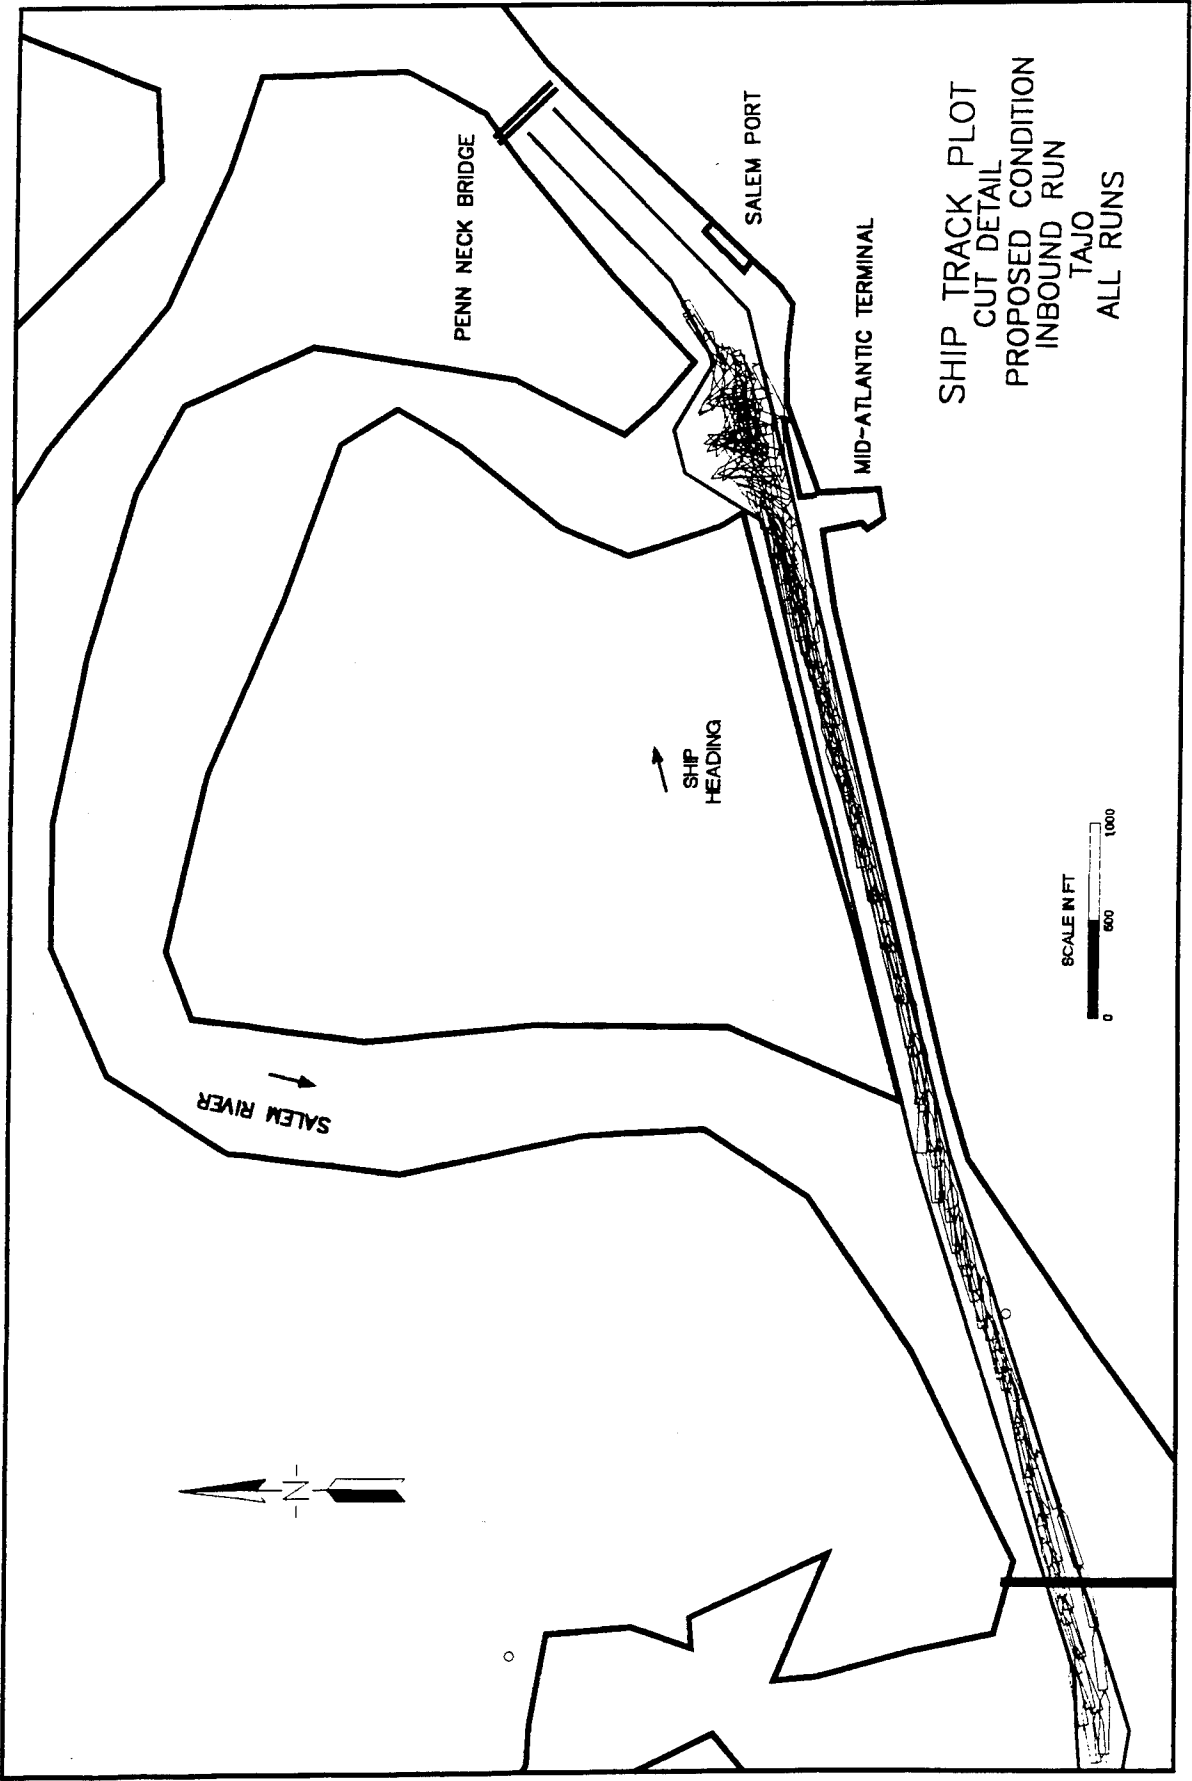 PENN NECK BRIDGE
SALEM PORT
MID-ATLANTIC TERMINAL
SHIP TRACK PLOT
CUT DETAIL
PROPOSED CONDITION
INBOUND RUN
TAJO
ALL RUNS
SHIP
HEADING
SALEM RIVER
SCALE IN FT
0 500 1000
N